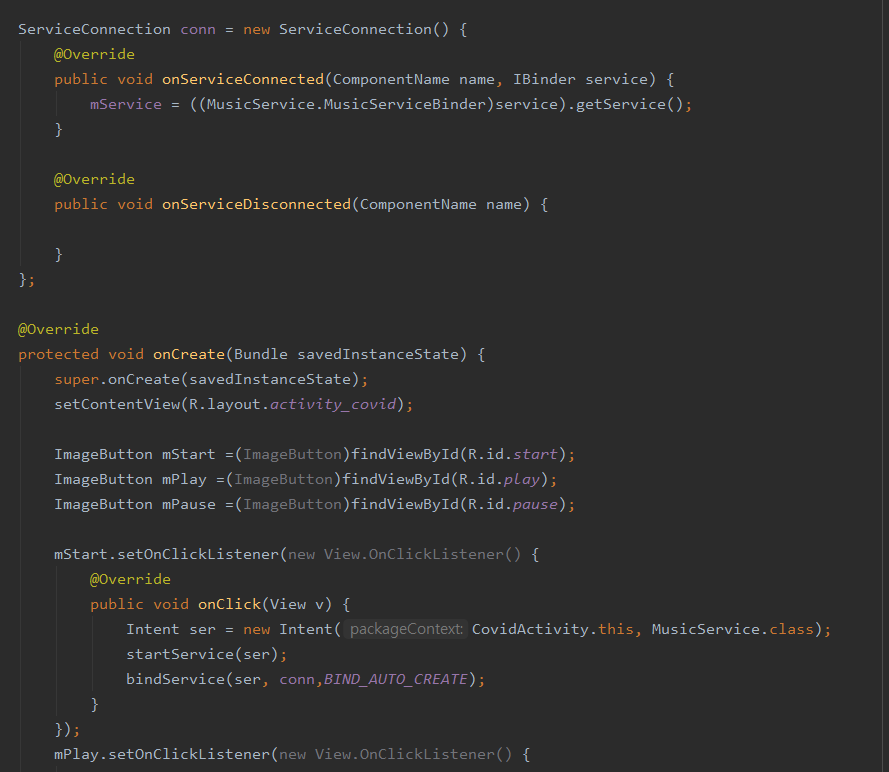 ServiceConnection conn = new ServiceConnection() {
@Override
public void onServiceConnected(ComponentName name, IBinder service) {
mService = ((MusicService.MusicServiceBinder)service).getService();
}
@Override
public void onServiceDisconnected(ComponentName name) {
}
};
@Override
protected void onCreate(Bundle savedInstanceState) {
super.onCreate(savedInstanceState);
setContentView(R.layout.activity_covid);
ImageButton mStart =(ImageButton)findViewById(R.id.start);
ImageButton mPlay =(ImageButton)findViewById(R.id.play);
ImageButton mPause =(ImageButton)findViewById(R.id.pause);
mStart.setOnClickListener(new View.OnClickListener() {
@Override
public void onClick(View v) {
Intent ser = new Intent( packageContext: CovidActivity.this, MusicService.class);
startService(ser);
bindService(ser, conn,BIND_AUTO_CREATE);
}
});
mPlay.setOnClickListener(new View.OnClickListener() {